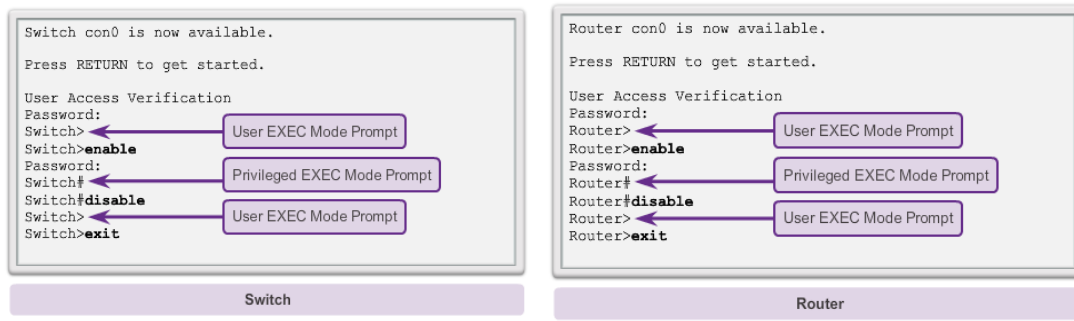 Switch con0 is now available.
Press RETURN to get started.
User Access Verification
Password:
Switch>
User EXEC Mode Prompt
Switch>enable
Password:
Switch#
Privileged EXEC Mode Prompt
Switch#disable
Switch>
User EXEC Mode Prompt
Switch>exit
Switch
Router con0 is now available.
Press RETURN to get started.
User Access Verification
Password:
Router>
User EXEC Mode Prompt
Router>enable
Password:
Router#
Privileged EXEC Mode Prompt
Router#disable
Router>
User EXEC Mode Prompt
Router>exit
Router